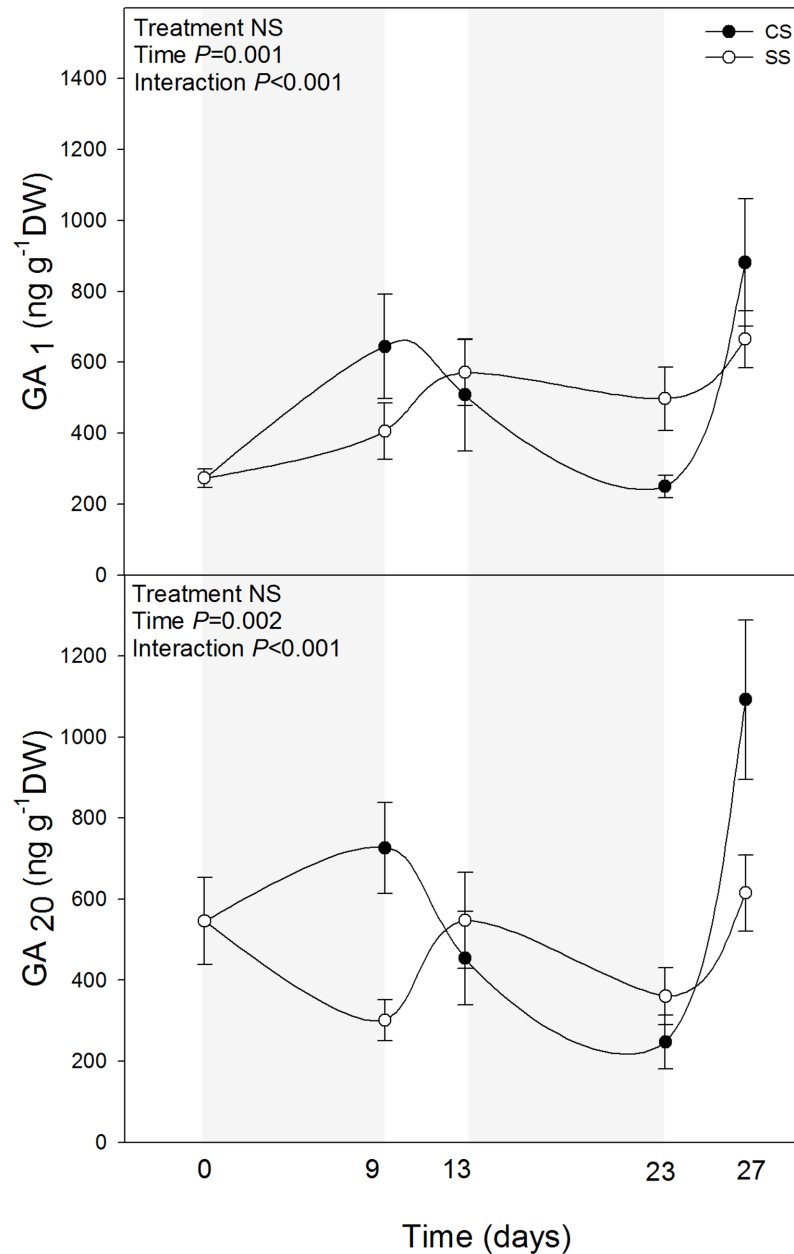 Treatment NS
Time P=0.001
Interaction P<0.001
CS
SS
1400
1200
1000
800
600
400
200
0
GA 1 (ng g-1DW)
Treatment NS
Time P=0.002
Interaction P<0.001
1200
1000
800
600
400
200
0
GA 20 (ng g-1DW)
0 9 13 23 27
Time (days)